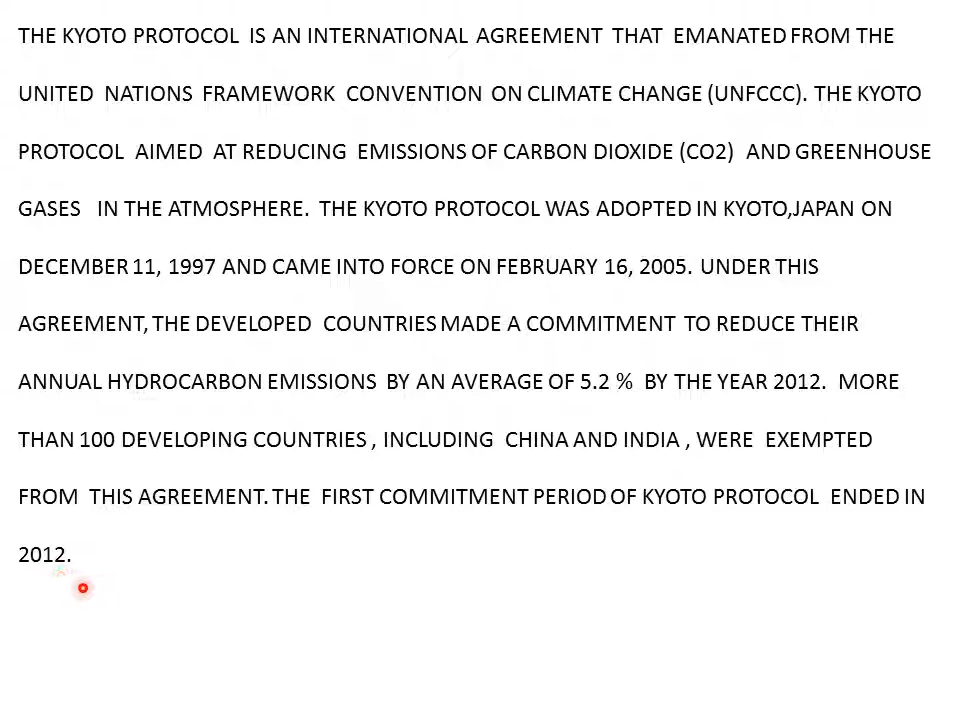 THE KYOTO PROTOCOL IS AN INTERNATIONAL AGREEMENT THAT EMANATED FROM THE
UNITED NATIONS FRAMEWORK CONVENTION ON CLIMATE CHANGE (UNFCCC). THE KYOTO
PROTOCOL AIMED AT REDUCING EMISSIONS OF CARBON DIOXIDE (CO2) AND GREENHOUSE
GASES IN THE ATMOSPHERE. THE KYOTO PROTOCOL WAS ADOPTED IN KYOTO,JAPAN ON
DECEMBER 11, 1997 AND CAME INTO FORCE ON FEBRUARY 16, 2005. UNDER THIS
AGREEMENT, THE DEVELOPED COUNTRIES MADE A COMMITMENT TO REDUCE THEIR
ANNUAL HYDROCARBON EMISSIONS BY AN AVERAGE OF 5.2 % BY THE YEAR 2012. MORE
THAN 100 DEVELOPING COUNTRIES , INCLUDING CHINA AND INDIA , WERE EXEMPTED
FROM THIS AGREEMENT. THE FIRST COMMITMENT PERIOD OF KYOTO PROTOCOL ENDED IN
2012.